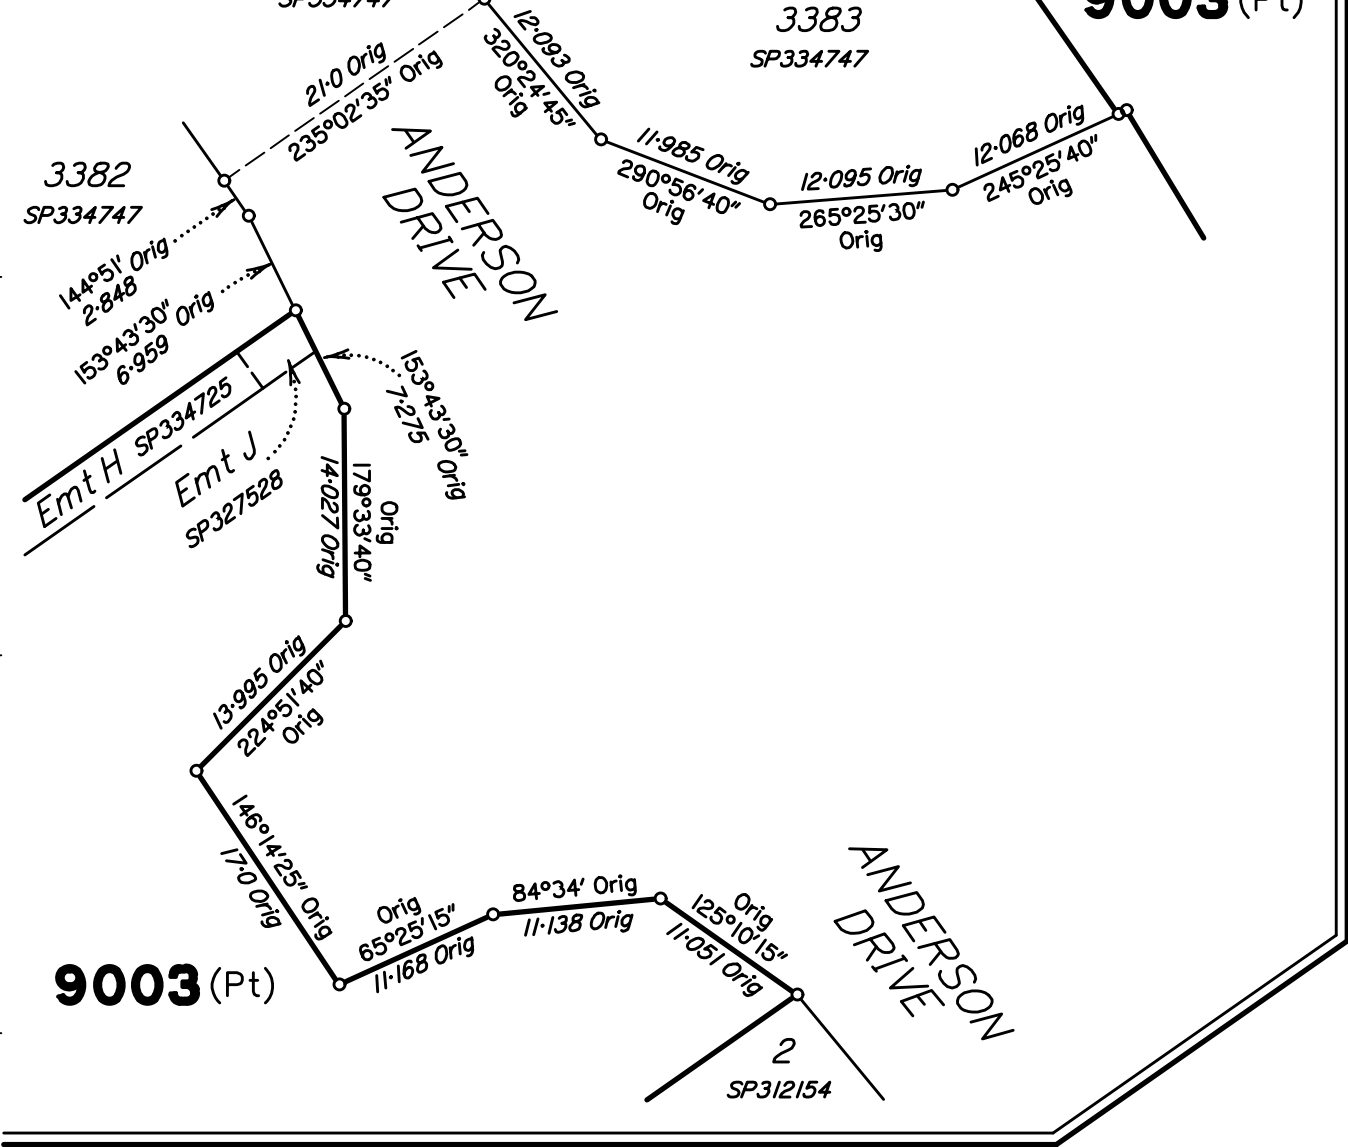 SP334747
9003 (Pt)
3383
SP334747
12·093 Orig
320°24'45"
Orig
21·0 Orig
235°02'35" Orig
11·985 Orig
290°56'40"
Orig
12·095 Orig
265°25'30"
Orig
12·068 Orig
245°25'40"
Orig
ANDERSON
DRIVE
3382
SP334747
144°51' Orig
2·848
153°43'30" Orig
6·959
153°43'30" Orig
7·275
Emt H SP334725
Emt J
SP327528
Orig
179°33'40"
14·027 Orig
13·995 Orig
224°51'40"
Orig
146°14'25" Orig
17·0 Orig
Orig
65°25'15"
11·168 Orig
84°34' Orig
11·138 Orig
Orig
125°10'15"
11·051 Orig
ANDERSON
DRIVE
9003 (Pt)
2
SP312154